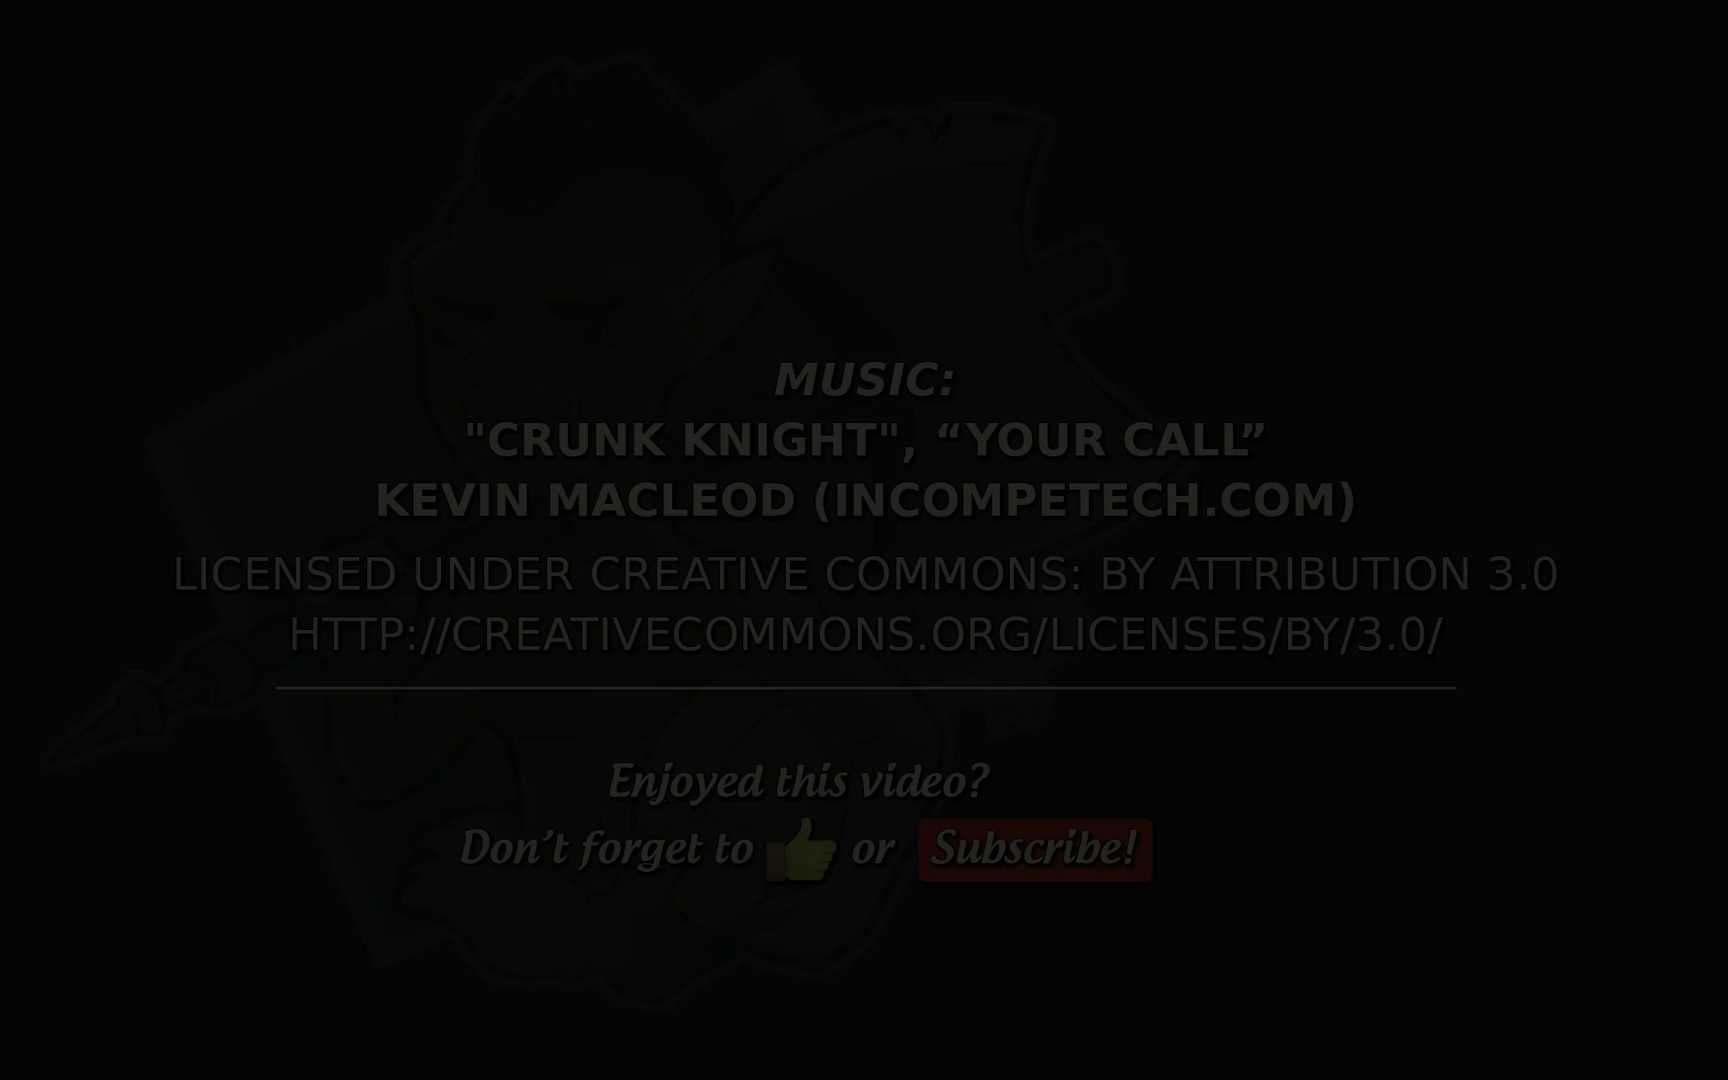 MUSIC:
"CRUNK KNIGHT", “YOUR CALL”
KEVIN MACLEOD (INCOMPETECH.COM)
LICENSED UNDER CREATIVE COMMONS: BY ATTRIBUTION 3.0
HTTP://CREATIVECOMMONS.ORG/LICENSES/BY/3.0/
Enjoyed this video?
Don’t forget to or Subscribe!